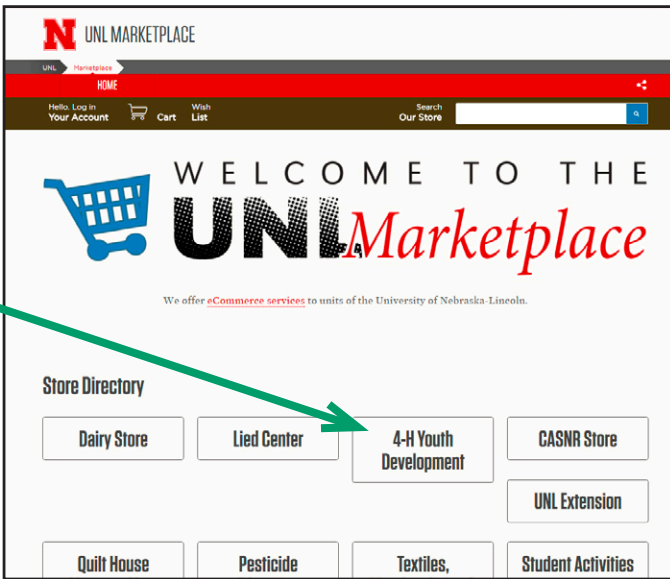 N UNL MARKETPLACE
UNL Marketplace
HOME
Hello. Log in
Your Account
Cart
Wish
List
Search
Our Store
WELCOME TO THE
UNL Marketplace
We offer eCommerce services to units of the University of Nebraska-Lincoln.
Store Directory
Dairy Store
Lied Center
4-H Youth
Development
CASNR Store
UNL Extension
Quilt House
Pesticide
Textiles,
Student Activities